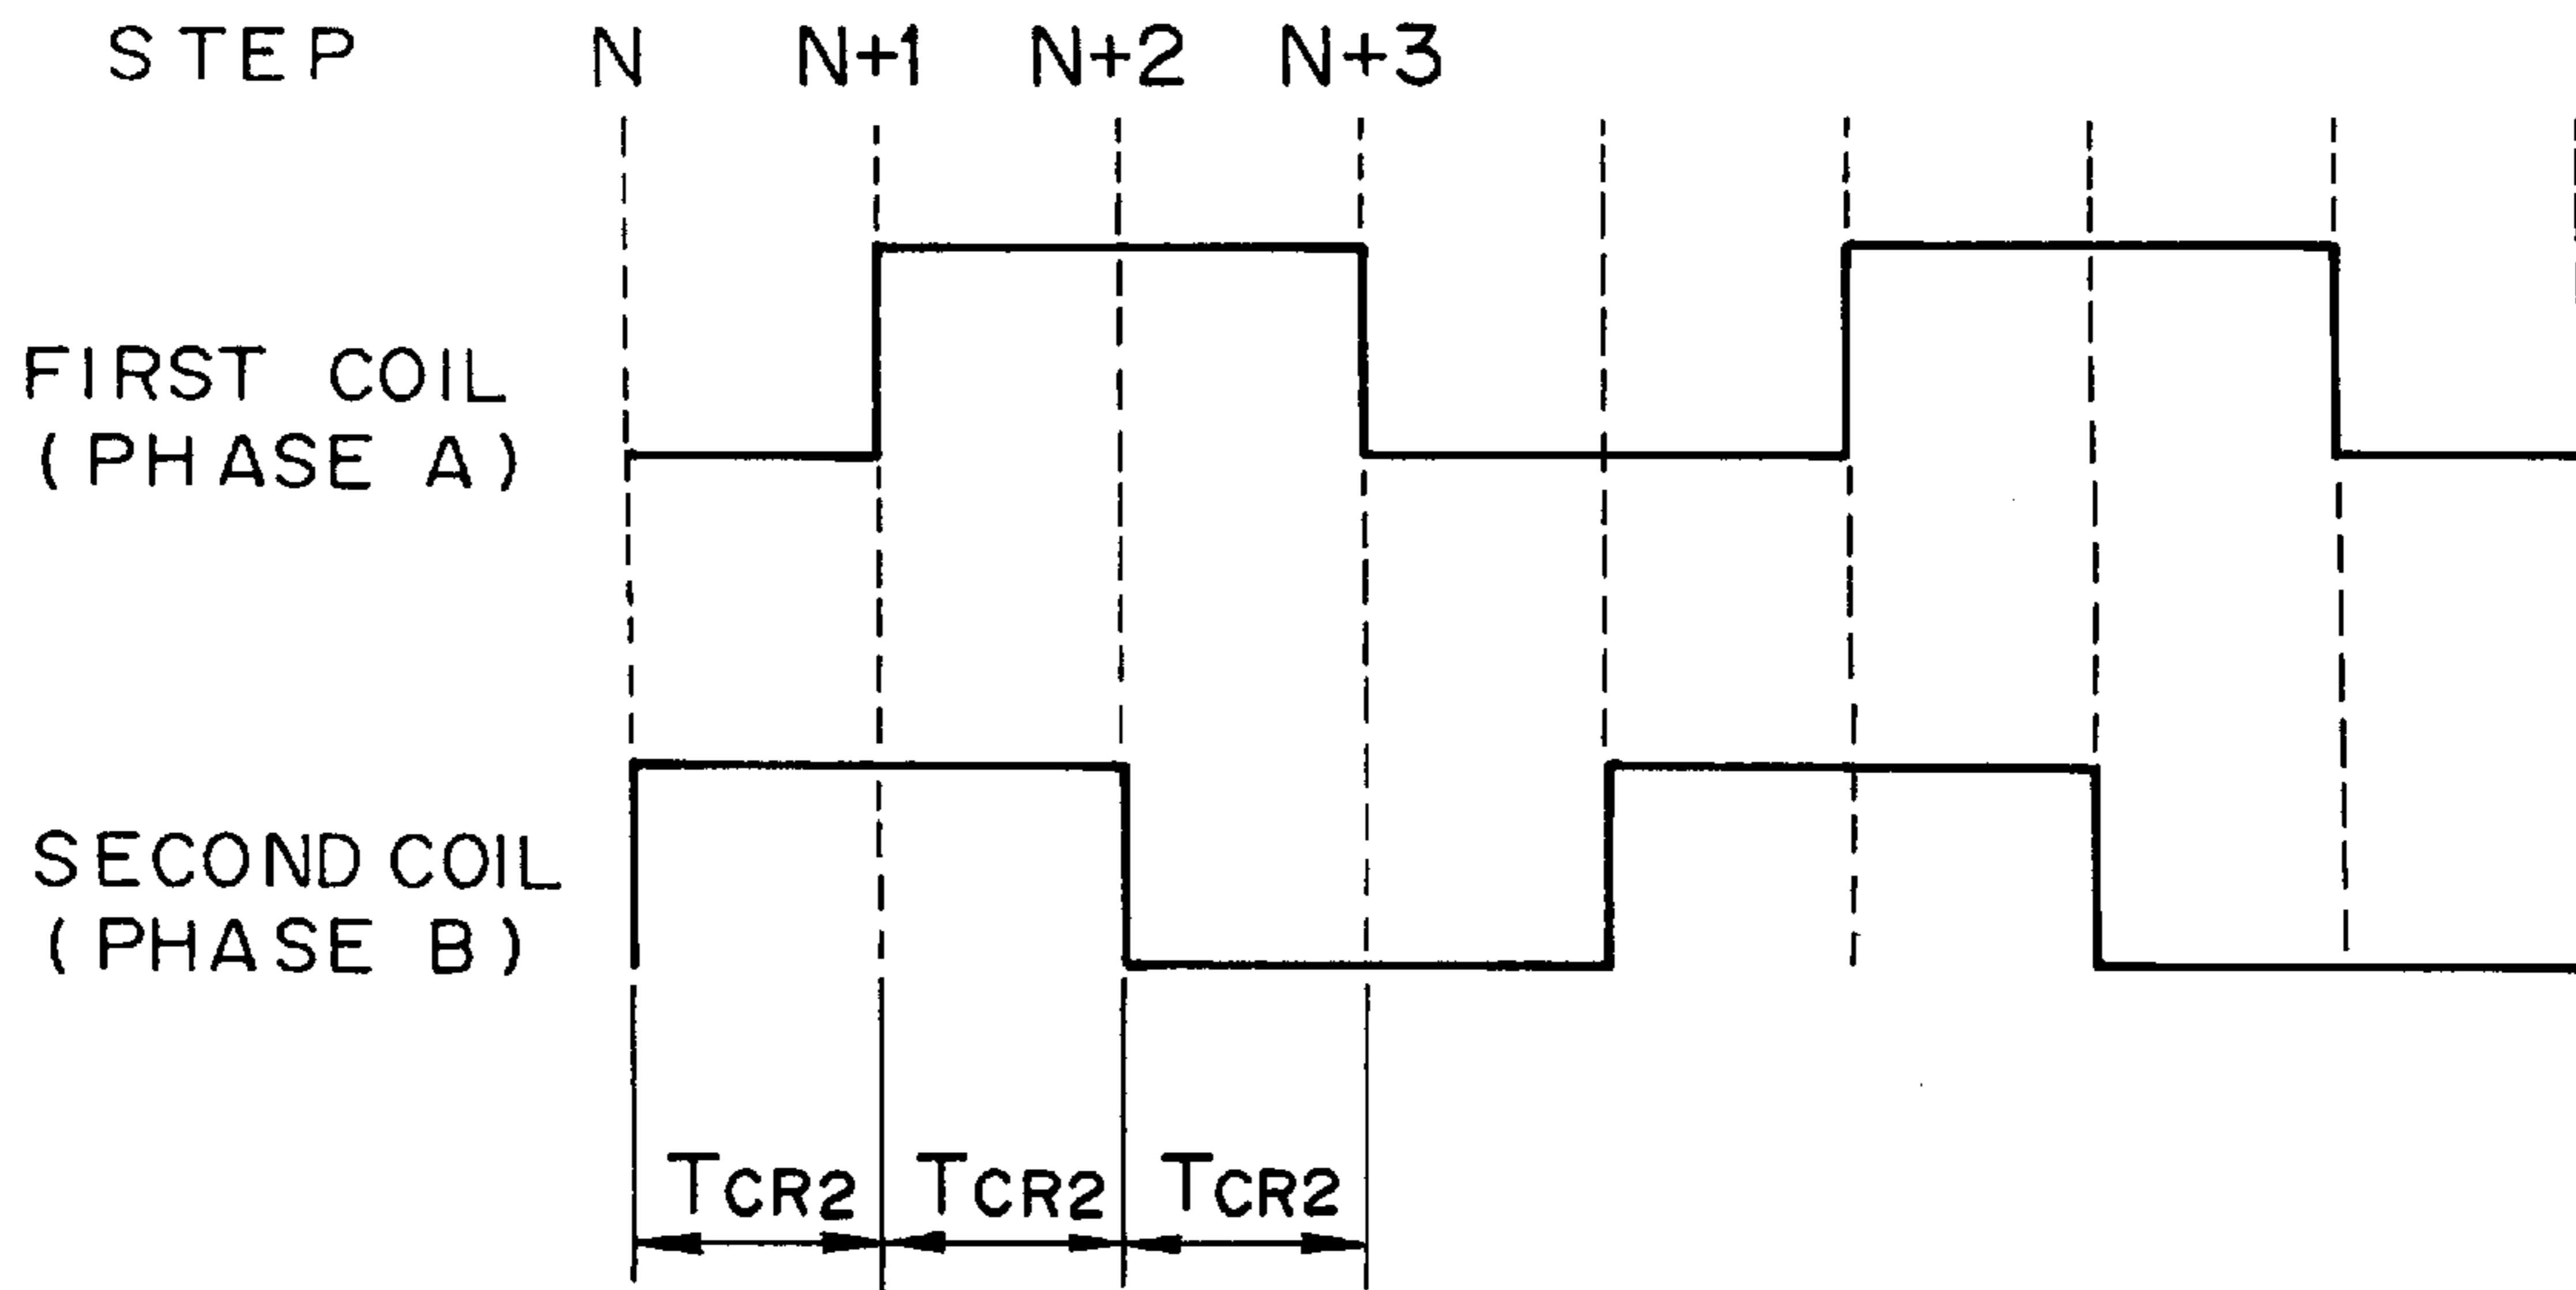 STEP N N+1 N+2 N+3
FIRST COIL
(PHASE A)
SECOND COIL
(PHASE B)
TCR2 TCR2 TCR2